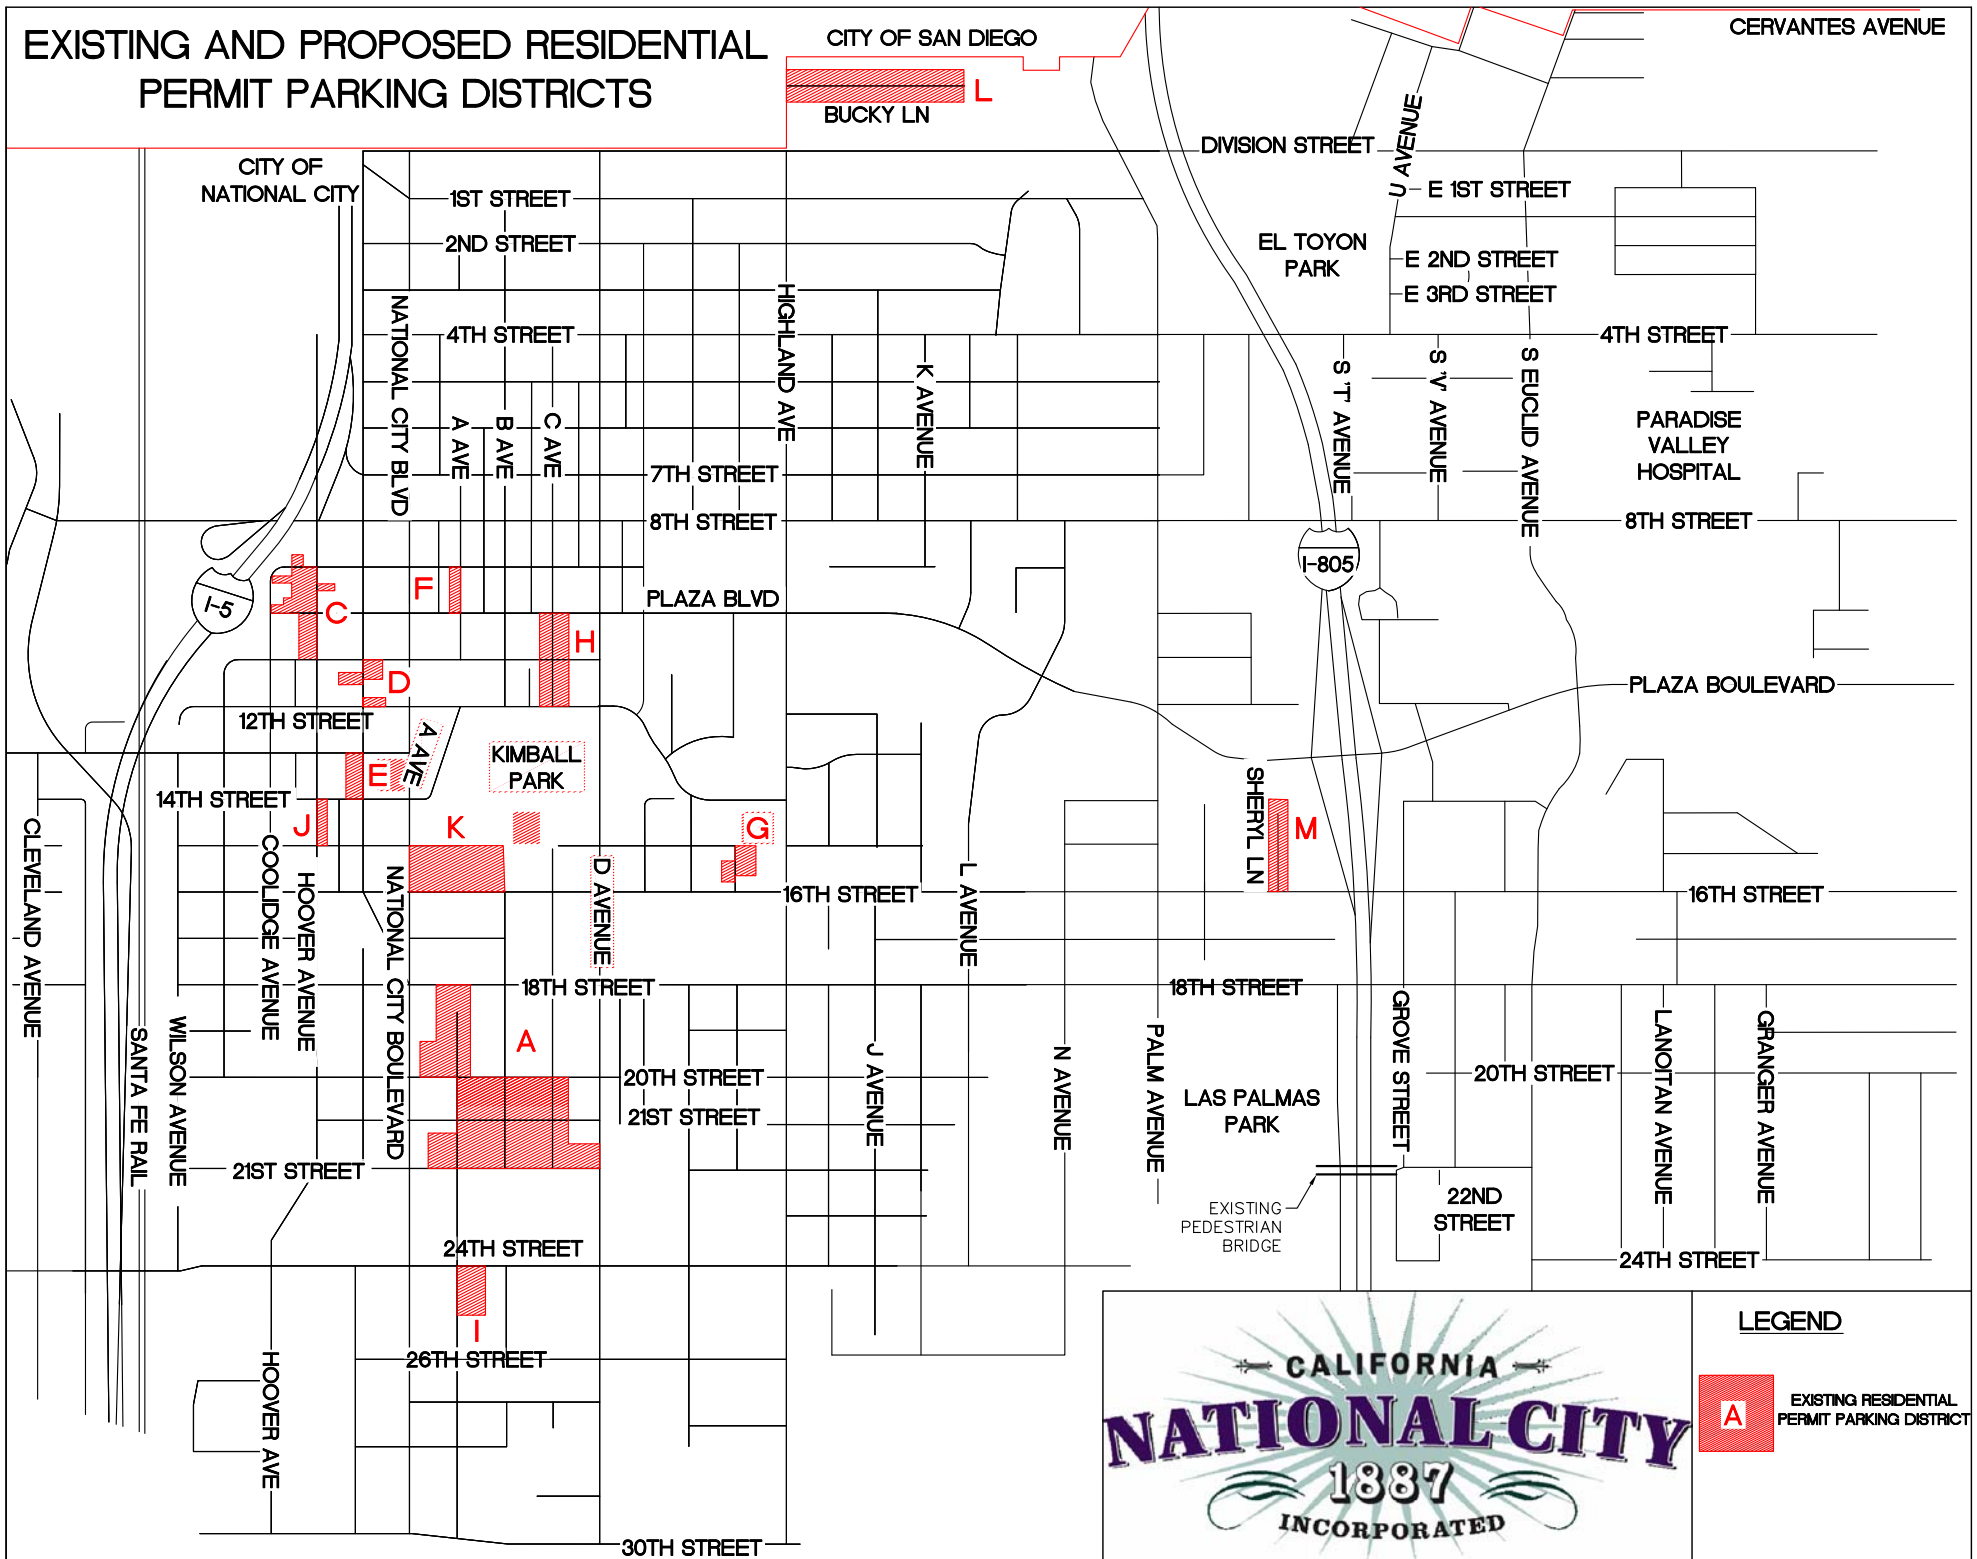 EXISTING AND PROPOSED RESIDENTIAL
PERMIT PARKING DISTRICTS
CITY OF SAN DIEGO
CERVANTES AVENUE
L
BUCKY LN
CITY OF
NATIONAL CITY
DIVISION STREET
U AVENUE
1ST STREET
E 1ST STREET
2ND STREET
EL TOYON
PARK
E 2ND STREET
E 3RD STREET
NATIONAL CITY BLVD
HIGHLAND AVE
4TH STREET
4TH STREET
K AVENUE
S 'T' AVENUE
S 'V' AVENUE
S EUCLID AVENUE
A AVE
B AVE
C AVE
PARADISE
VALLEY
HOSPITAL
7TH STREET
8TH STREET
8TH STREET
I-805
I-5
C
F
PLAZA BLVD
H
D
PLAZA BOULEVARD
12TH STREET
A AVE
KIMBALL
PARK
E
SHERYL LN
14TH STREET
J
K
G
M
CLEVELAND AVENUE
COOLIDGE AVENUE
HOOVER AVENUE
NATIONAL CITY BOULEVARD
D AVENUE
16TH STREET
L AVENUE
16TH STREET
18TH STREET
18TH STREET
SANTA FE RAIL
WILSON AVENUE
A
J AVENUE
N AVENUE
PALM AVENUE
GROVE STREET
LANOITAN AVENUE
GRANGER AVENUE
20TH STREET
20TH STREET
21ST STREET
LAS PALMAS
PARK
21ST STREET
22ND
STREET
EXISTING
PEDESTRIAN
BRIDGE
24TH STREET
24TH STREET
I
26TH STREET
HOOVER AVE
30TH STREET
CALIFORNIA
NATIONAL CITY
1887
INCORPORATED
LEGEND
A
EXISTING RESIDENTIAL
PERMIT PARKING DISTRICT